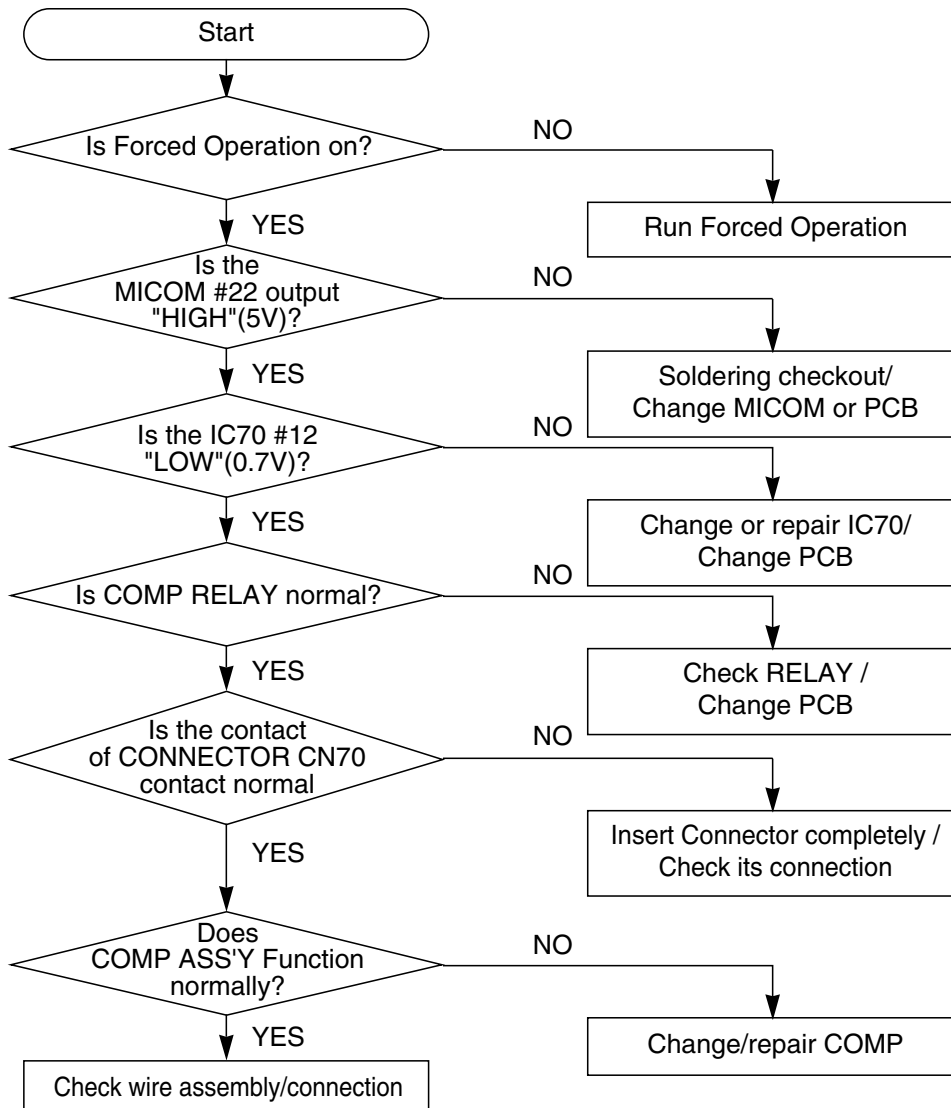 Start
Is Forced Operation on?
NO
Run Forced Operation
YES
Is the
MICOM #22 output
"HIGH"(5V)?
NO
Soldering checkout/
Change MICOM or PCB
YES
Is the IC70 #12
"LOW"(0.7V)?
NO
Change or repair IC70/
Change PCB
YES
Is COMP RELAY normal?
NO
Check RELAY /
Change PCB
YES
Is the contact
of CONNECTOR CN70
contact normal
NO
Insert Connector completely /
Check its connection
YES
Does
COMP ASS'Y Function
normally?
NO
Change/repair COMP
YES
Check wire assembly/connection